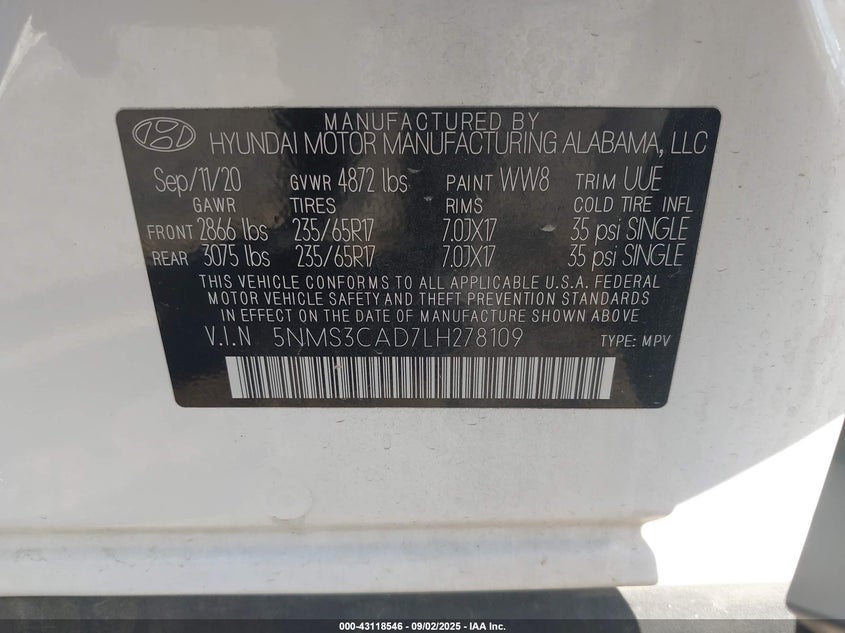 MANUFACTURED BY
HYUNDAI MOTOR MANUFACTURING ALABAMA, LLC
Sep/11/20 GVWR 4872 lbs PAINT WW8 TRIM UUE
GAWR TIRES RIMS COLD TIRE INFL
FRONT 2866 lbs 235/65R17 7.0JX17 35 psi SINGLE
REAR 3075 lbs 235/65R17 7.0JX17 35 psi SINGLE
THIS VEHICLE CONFORMS TO ALL APPLICABLE U.S.A. FEDERAL
MOTOR VEHICLE SAFETY AND THEFT PREVENTION STANDARDS
IN EFFECT ON THE DATE OF MANUFACTURE SHOWN ABOVE.
V.I.N 5NMS3CAD7LH278109 TYPE: MPV
000-43118546 - 09/02/2025 - IAA Inc.